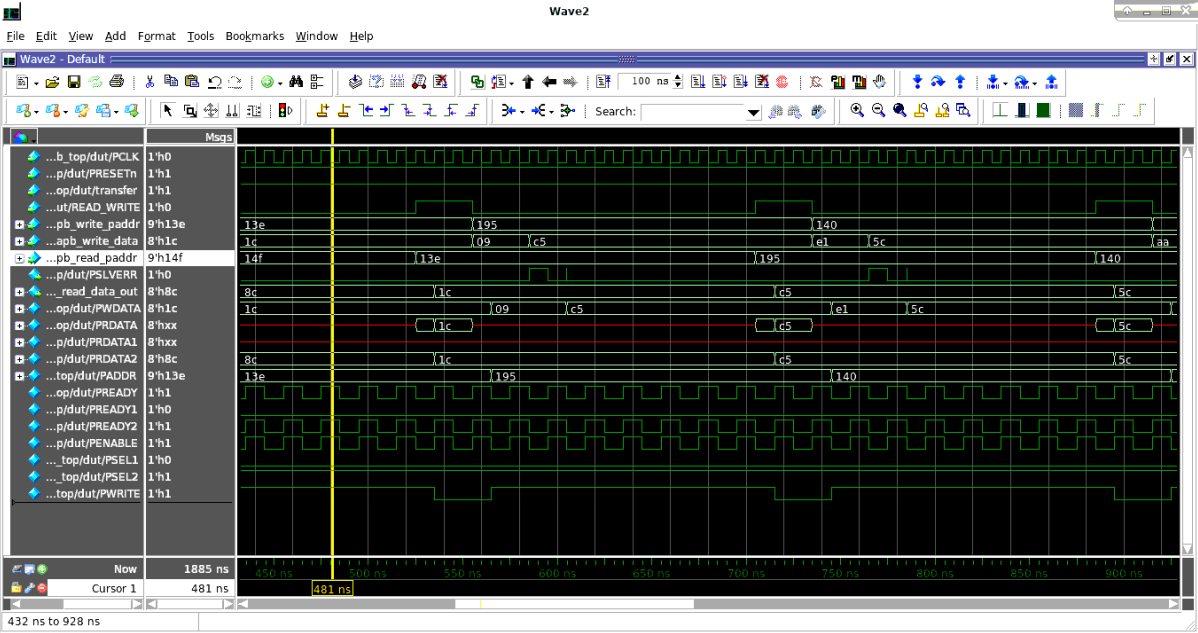 Wave2
File Edit View Add Format Tools Bookmarks Window Help
Wave2 - Default
100 ns
Search:
Msgs
...b_top/dut/PCLK 1'h0
...p/dut/PRESETn 1'h1
...op/dut/transfer 1'h1
...ut/READ_WRITE 1'h0
...pb_write_paddr 9'h13e 13e 195 140
...apb_write_data 8'h1c 1c 09 c5 e1 5c aa
...pb_read_paddr 9'h14f 14f 13e 195 140
...p/dut/PSLVERR 1'h0
..._read_data_out 8'h8c 8c 1c c5 5c
...op/dut/PWDATA 8'h1c 1c 09 c5 e1 5c
...op/dut/PRDATA 8'hxx 1c c5 5c
...p/dut/PRDATA1 8'hxx
...p/dut/PRDATA2 8'h8c 8c 1c c5 5c
...top/dut/PADDR 9'h13e 13e 195 140
...op/dut/PREADY 1'h1
...p/dut/PREADY1 1'h0
...p/dut/PREADY2 1'h1
...p/dut/PENABLE 1'h1
..._top/dut/PSEL1 1'h0
..._top/dut/PSEL2 1'h1
...top/dut/PWRITE 1'h1
Now 1885 ns 450 ns 500 ns 550 ns 600 ns 650 ns 700 ns 750 ns 800 ns 850 ns 900 ns
Cursor 1 481 ns 481 ns
432 ns to 928 ns